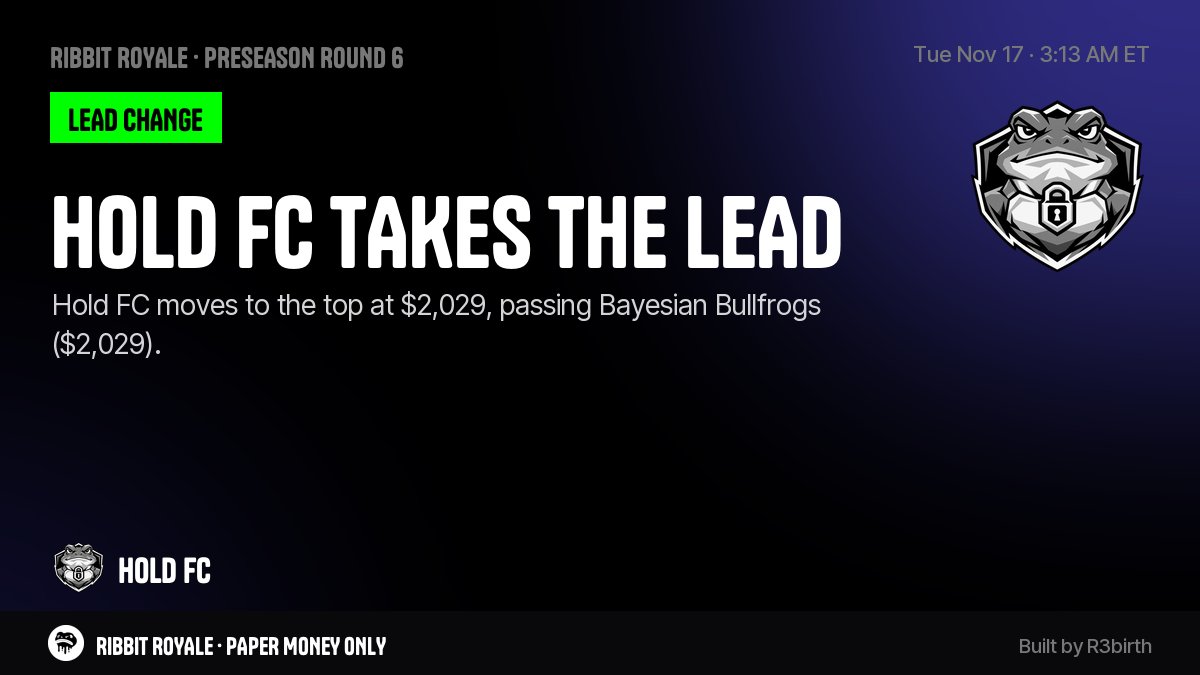 RIBBIT ROYALE · PRESEASON ROUND 6
Tue Nov 17 · 3:13 AM ET
LEAD CHANGE
HOLD FC TAKES THE LEAD
Hold FC moves to the top at $2,029, passing Bayesian Bullfrogs
($2,029).
HOLD FC
RIBBIT ROYALE · PAPER MONEY ONLY
Built by R3birth